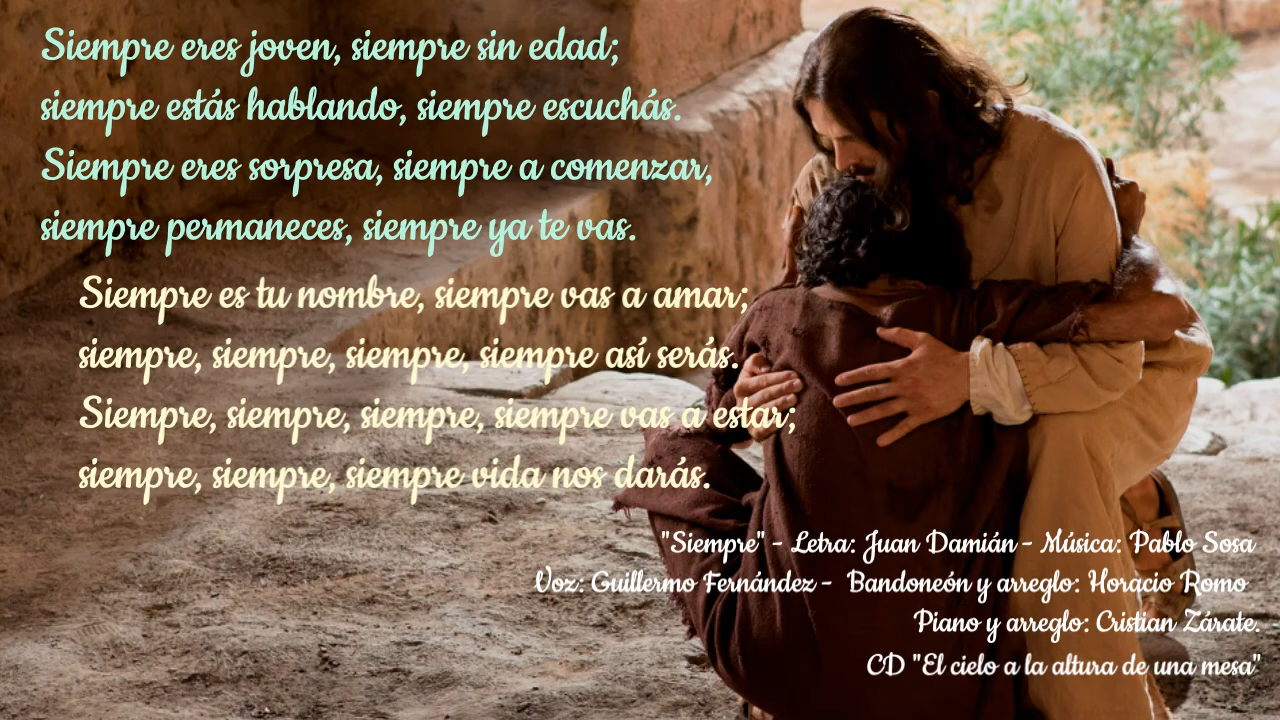 Siempre eres joven, siempre sin edad;
siempre estás hablando, siempre escuchás.
Siempre eres sorpresa, siempre a comenzar,
siempre permaneces, siempre ya te vas.
Siempre es tu nombre, siempre vas a amar;
siempre, siempre, siempre, siempre así serás.
Siempre, siempre, siempre, siempre vas a estar;
siempre, siempre, siempre vida nos darás.
"Siempre" - Letra: Juan Damián - Música: Pablo Sosa
Voz: Guillermo Fernández - Bandoneón y arreglo: Horacio Romo
Piano y arreglo: Cristian Zárate.
CD "El cielo a la altura de una mesa"